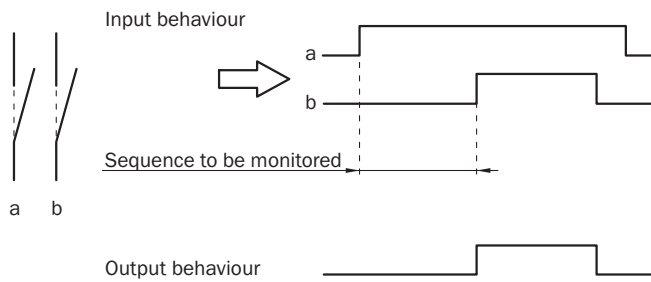 Input behaviour
a
b
Sequence to be monitored
a b
Output behaviour